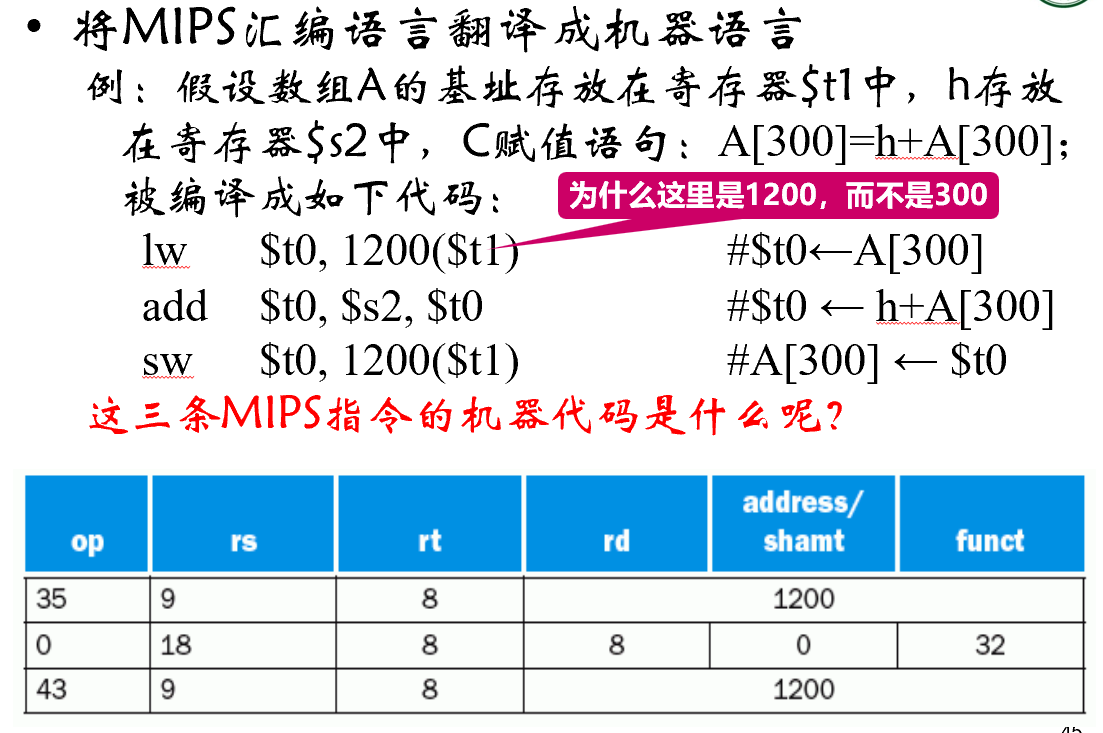 • 将MIPS汇编语言翻译成机器语言
例：假设数组A的基址存放在寄存器$t1中，h存放
在寄存器$s2中，C赋值语句：A[300]=h+A[300];
被编译成如下代码：
为什么这里是1200，而不是300
lw $t0, 1200($t1) #$t0←A[300]
add $t0, $s2, $t0 #$t0 ← h+A[300]
sw $t0, 1200($t1) #A[300] ← $t0
这三条MIPS指令的机器代码是什么呢？
op rs rt rd address/shamt funct
35 9 8 1200
0 18 8 8 0 32
43 9 8 1200